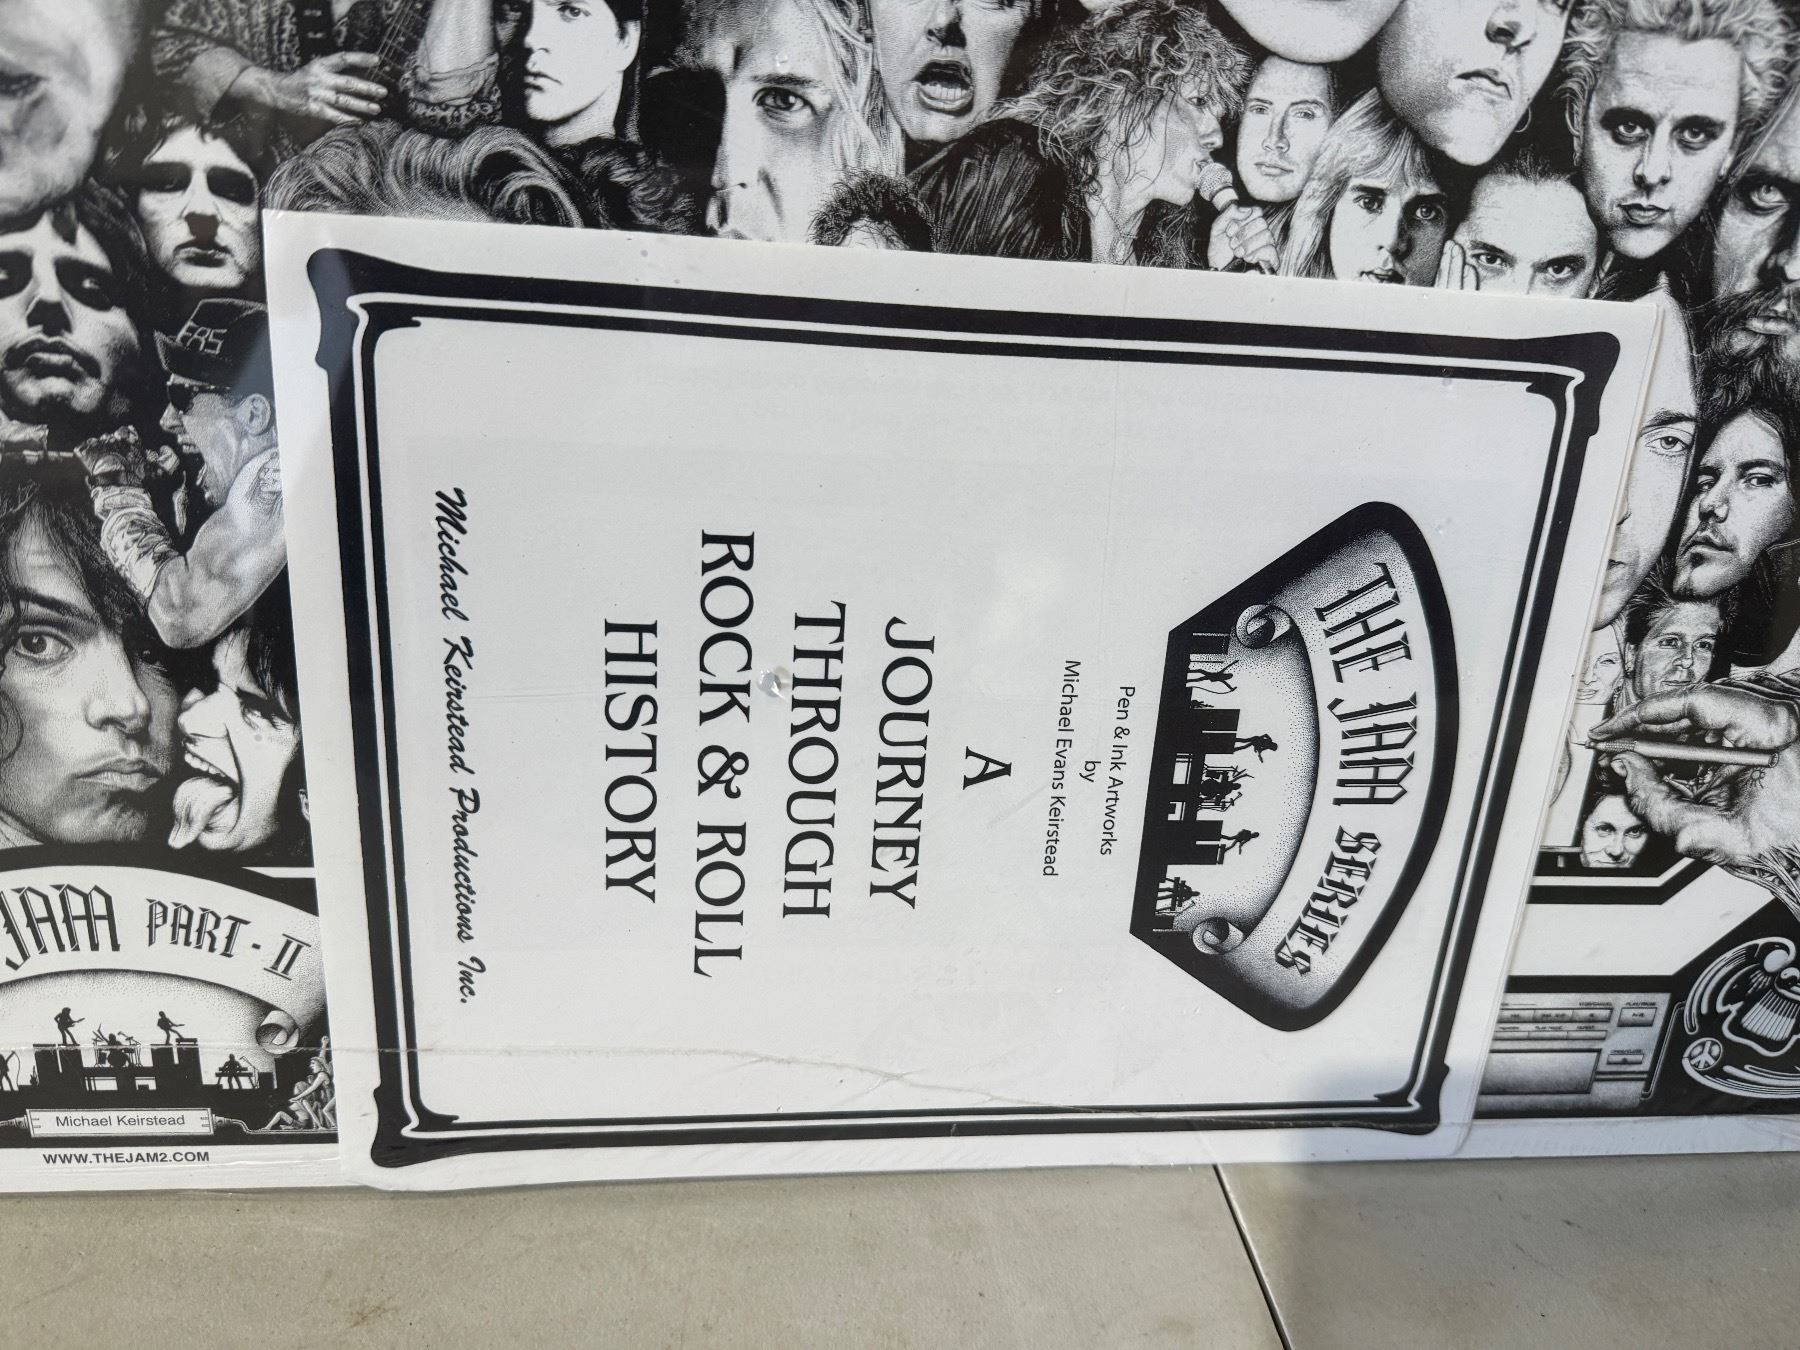 THE JAM SERIES
Pen & Ink Artworks
by
Michael Evans Keirstead
A
JOURNEY
THROUGH
ROCK & ROLL
HISTORY
Michael Keirstead Productions Inc.
JAM PART-II
Michael Keirstead
WWW.THEJAM2.COM